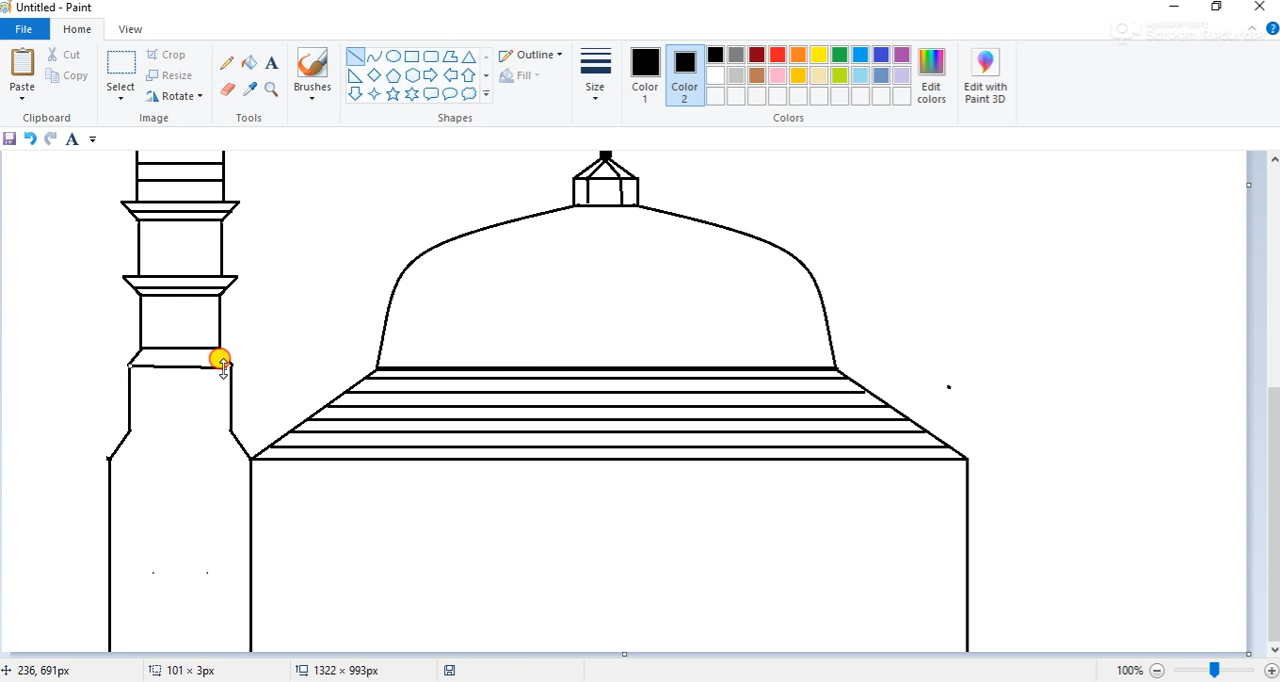 Untitled - Paint
File Home View
Paste
Cut
Copy
Clipboard
Select
Crop
Resize
Rotate
Image
A
Tools
Brushes
Outline
Fill
Shapes
Size
Color 1
Color 2
Edit colors
Colors
Edit with Paint 3D
A
236, 691px
101 × 3px
1322 × 993px
100%